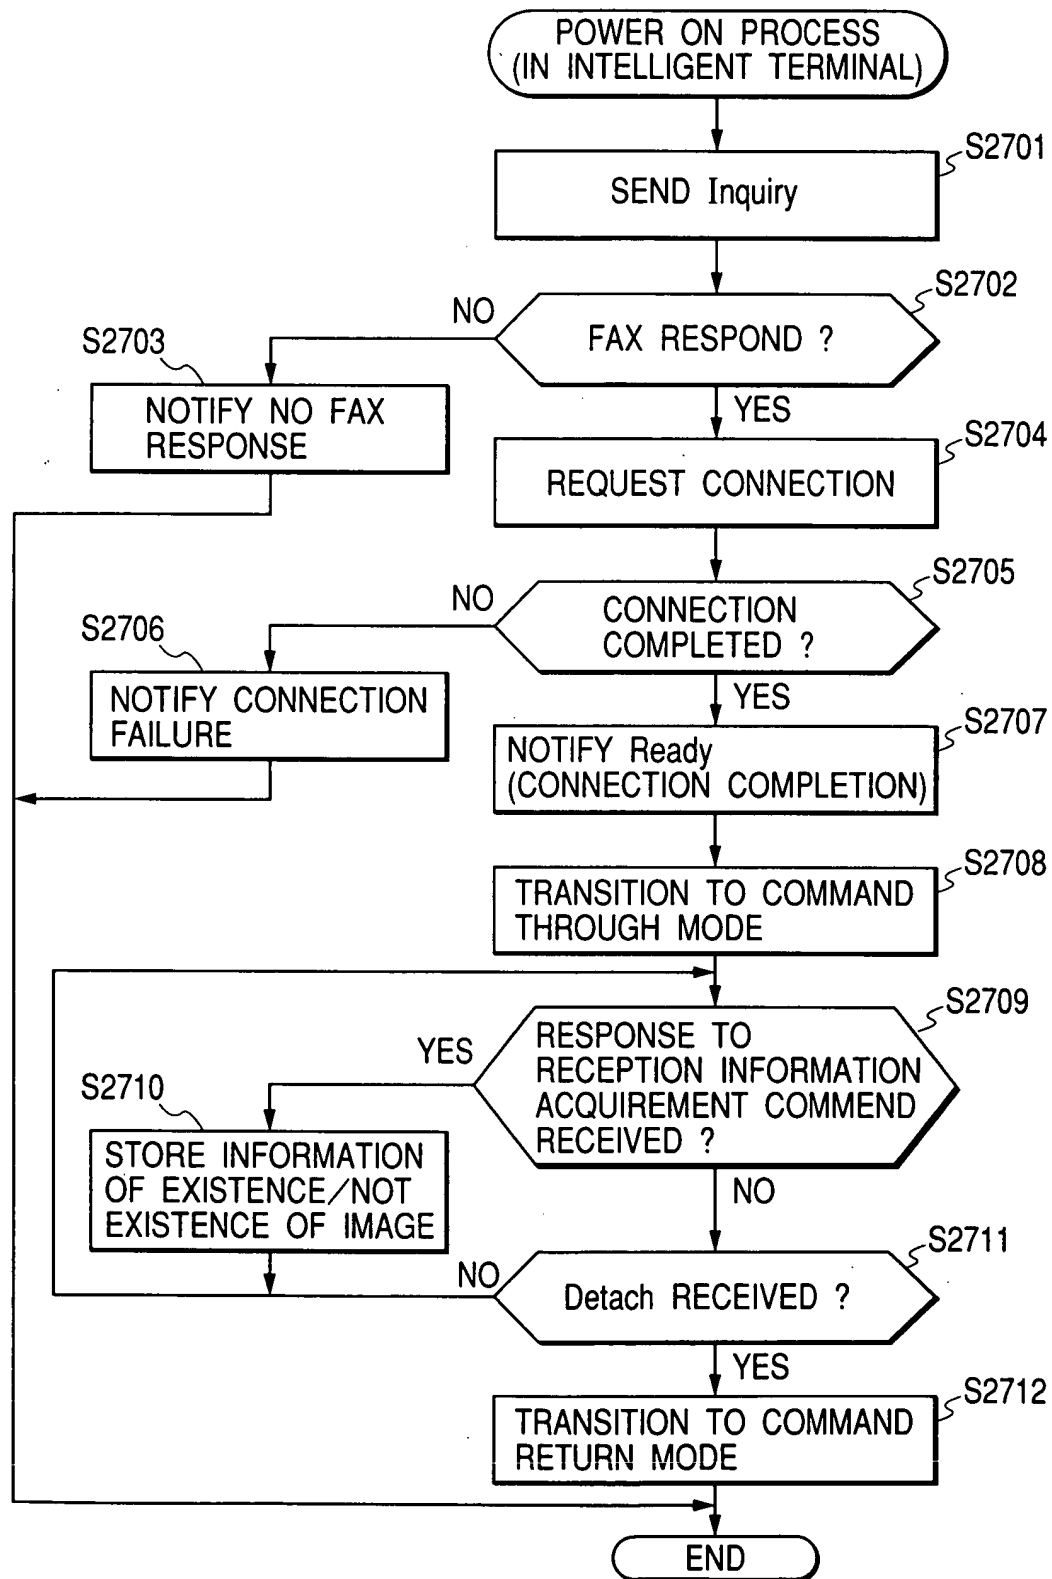 POWER ON PROCESS
(IN INTELLIGENT TERMINAL)
S2701
SEND Inquiry
S2702
NO
FAX RESPOND ?
S2703
YES
NOTIFY NO FAX
RESPONSE
S2704
REQUEST CONNECTION
S2705
NO
CONNECTION
COMPLETED ?
S2706
YES
NOTIFY CONNECTION
FAILURE
S2707
NOTIFY Ready
(CONNECTION COMPLETION)
S2708
TRANSITION TO COMMAND
THROUGH MODE
S2709
YES
RESPONSE TO
RECEPTION INFORMATION
ACQUIREMENT COMMEND
RECEIVED ?
S2710
STORE INFORMATION
OF EXISTENCE/NOT
EXISTENCE OF IMAGE
NO
S2711
NO
Detach RECEIVED ?
YES
S2712
TRANSITION TO COMMAND
RETURN MODE
END